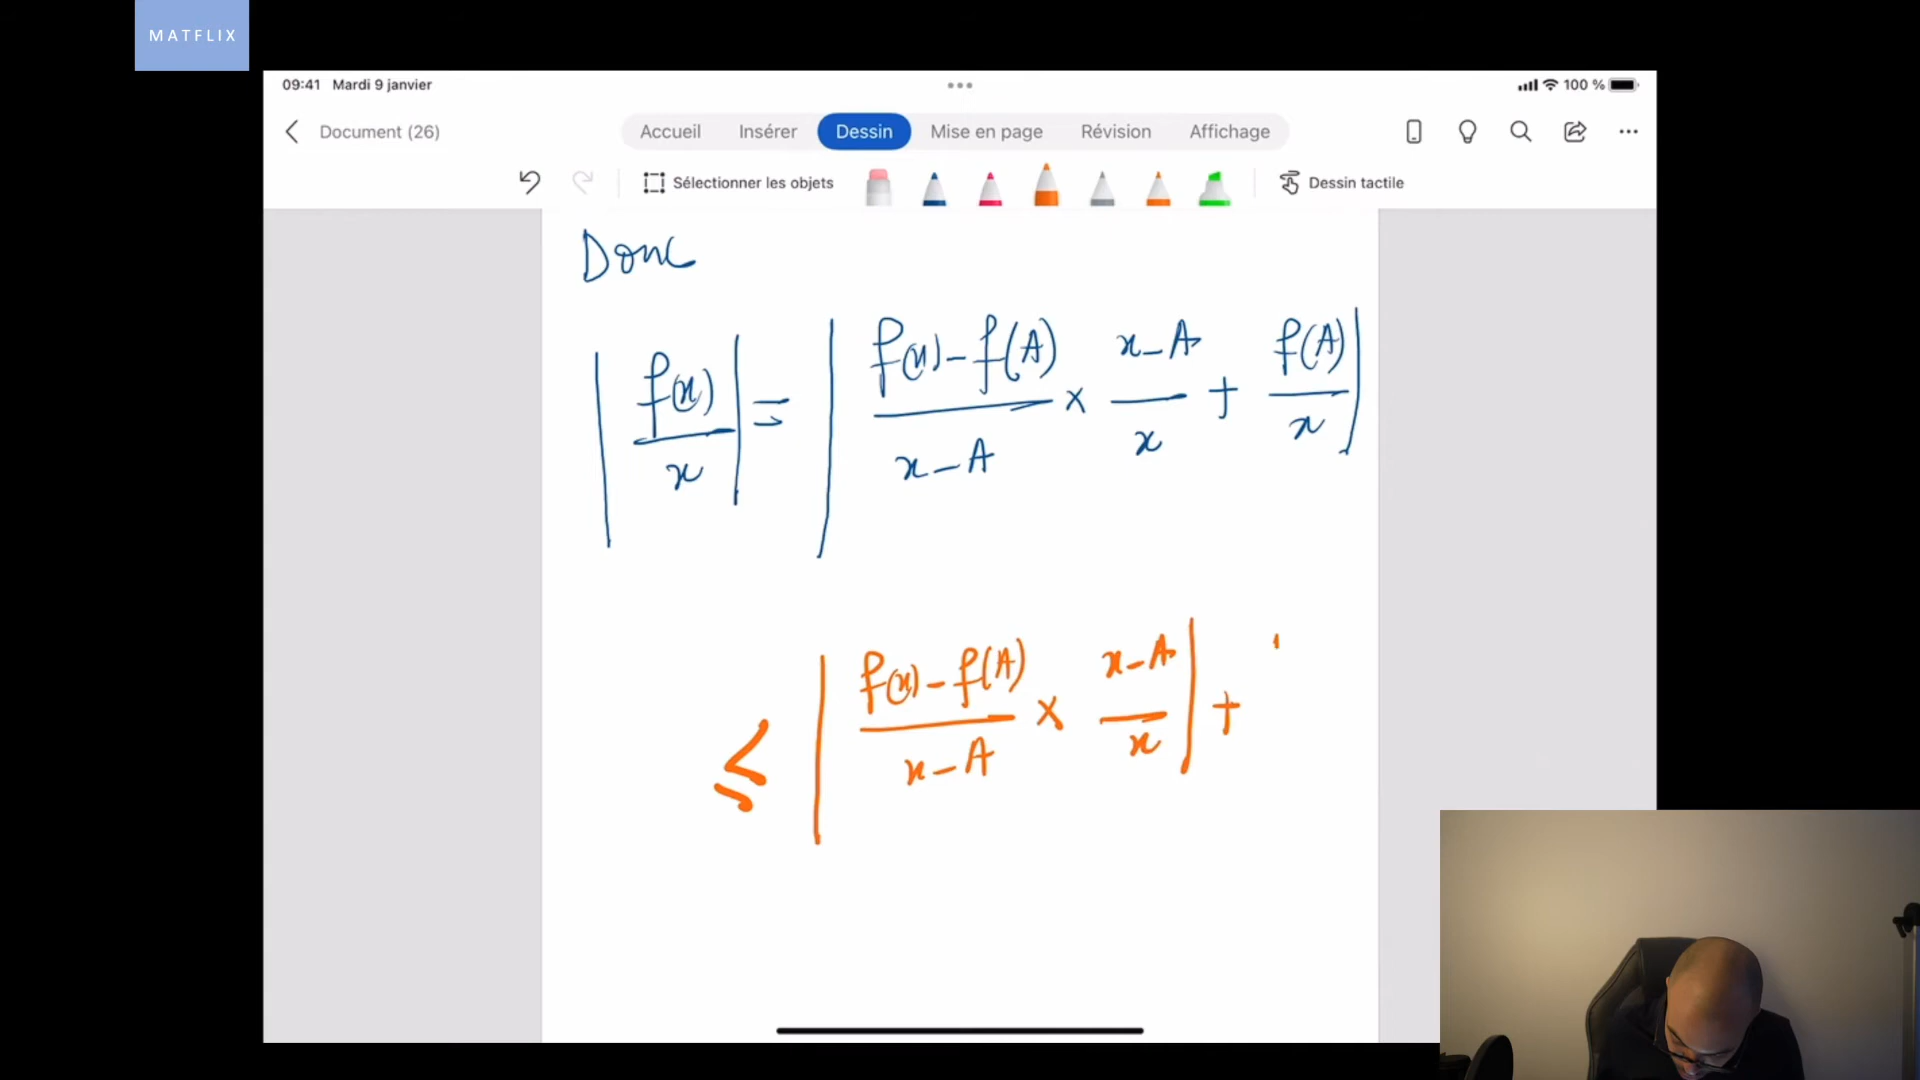 MATFLIX
09:41 Mardi 9 janvier
100 %
Document (26)
Accueil Insérer Dessin Mise en page Révision Affichage
Sélectionner les objets
Dessin tactile
Donc
|f(x)/x| = |(f(x)-f(A))/(x-A) × (x-A)/x + f(A)/x|
≤ |(f(x)-f(A))/(x-A) × (x-A)/x| +